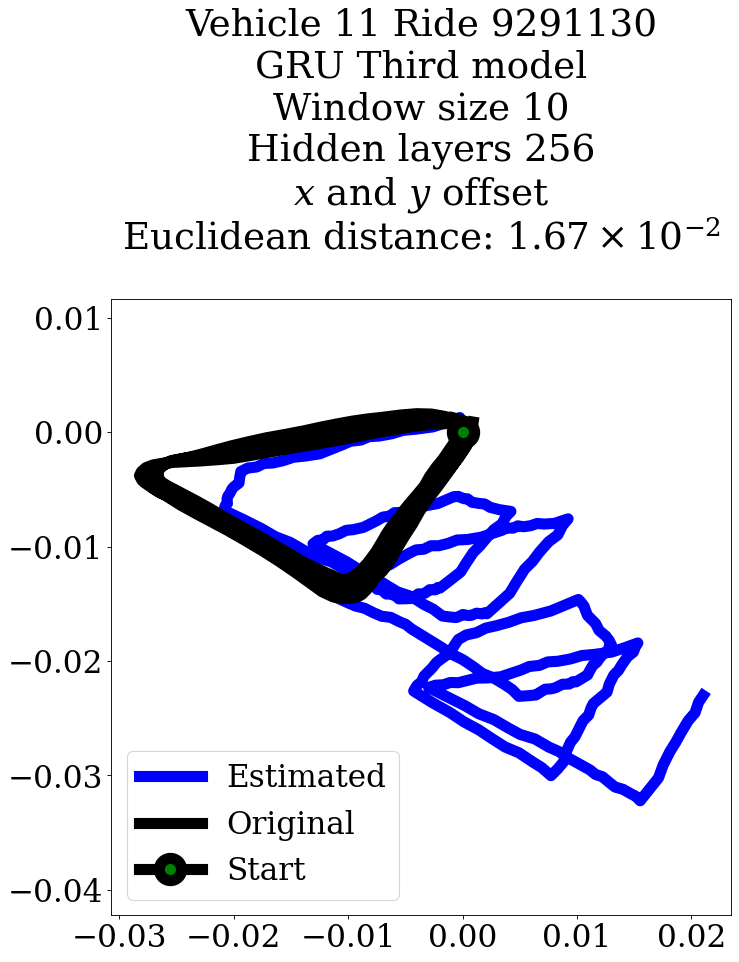 Vehicle 11 Ride 9291130
GRU Third model
Window size 10
Hidden layers 256
x and y offset
Euclidean distance: 1.67 × 10⁻²
0.01
0.00
−0.01
−0.02
−0.03
−0.04
Estimated
Original
Start
−0.03 −0.02 −0.01 0.00 0.01 0.02